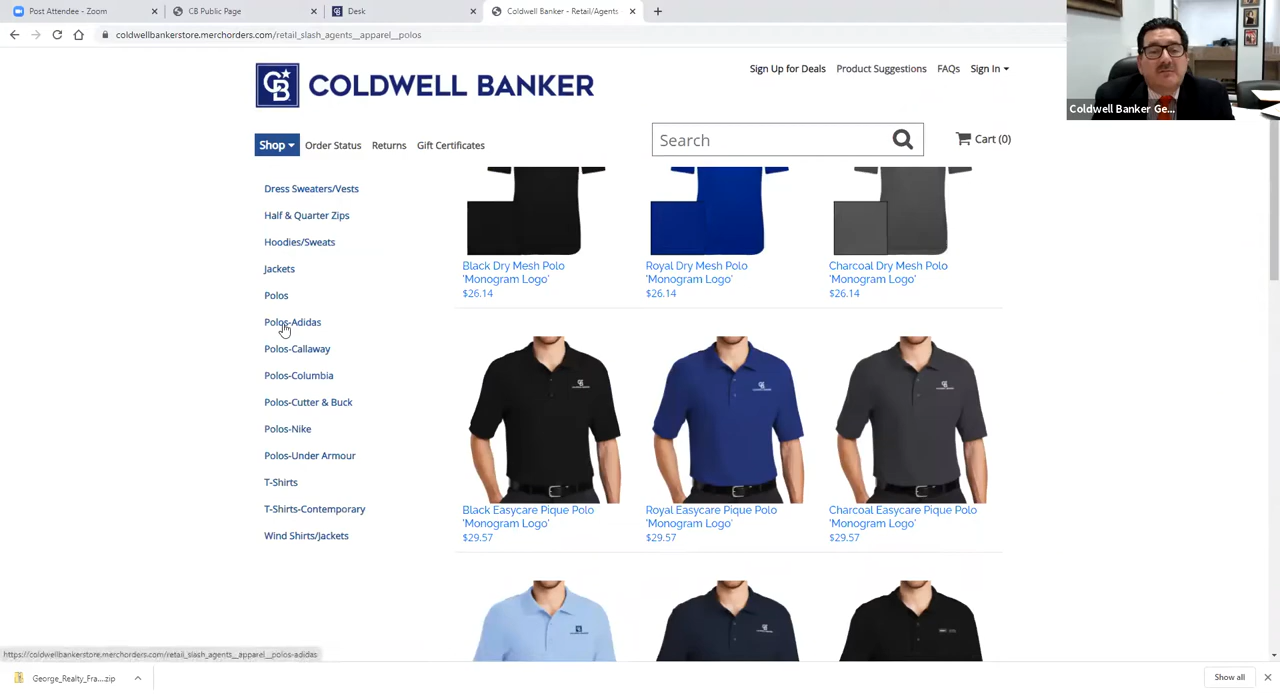 Post Attendee - Zoom
CB Public Page
Desk
Coldwell Banker - Retail/Agents
coldwellbankerstore.merchorders.com/retail_slash_agents__apparel__polos
Coldwell Banker Ge...
CB COLDWELL BANKER
Sign Up for Deals Product Suggestions FAQs Sign In
Shop Order Status Returns Gift Certificates
Search
Cart (0)
Dress Sweaters/Vests
Half & Quarter Zips
Hoodies/Sweats
Jackets
Polos
Polos-Adidas
Polos-Callaway
Polos-Columbia
Polos-Cutter & Buck
Polos-Nike
Polos-Under Armour
T-Shirts
T-Shirts-Contemporary
Wind Shirts/Jackets
Black Dry Mesh Polo
'Monogram Logo'
$26.14
Royal Dry Mesh Polo
'Monogram Logo'
$26.14
Charcoal Dry Mesh Polo
'Monogram Logo'
$26.14
Black Easycare Pique Polo
'Monogram Logo'
$29.57
Royal Easycare Pique Polo
'Monogram Logo'
$29.57
Charcoal Easycare Pique Polo
'Monogram Logo'
$29.57
https://coldwellbankerstore.merchorders.com/retail_slash_agents__apparel__polos-adidas
George_Realty_Fra....zip
Show all